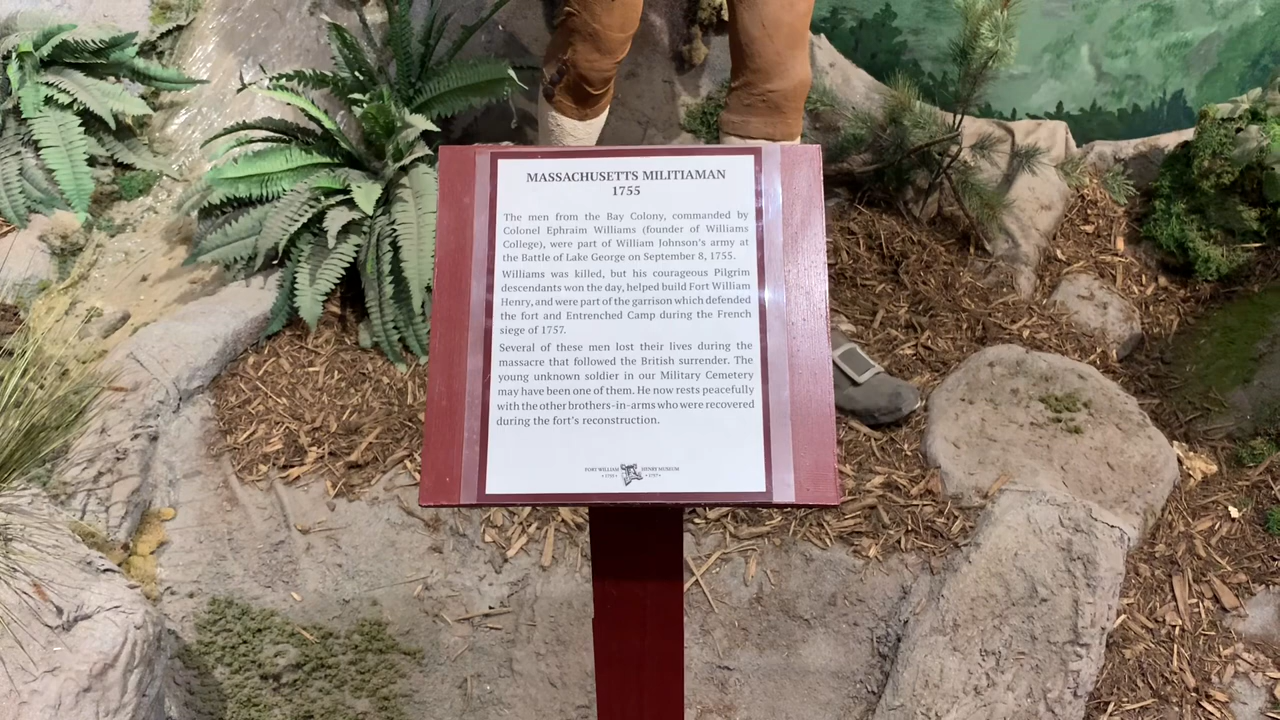 MASSACHUSETTS MILITIAMAN
1755
The men from the Bay Colony, commanded by
Colonel Ephraim Williams (founder of Williams
College), were part of William Johnson's army at
the Battle of Lake George on September 8, 1755.
Williams was killed, but his courageous Pilgrim
descendants won the day, helped build Fort William
Henry, and were part of the garrison which defended
the fort and Entrenched Camp during the French
siege of 1757.
Several of these men lost their lives during the
massacre that followed the British surrender. The
young unknown soldier in our Military Cemetery
may have been one of them. He now rests peacefully
with the other brothers-in-arms who were recovered
during the fort's reconstruction.
FORT WILLIAM HENRY MUSEUM
• 1755 • • 1757 •